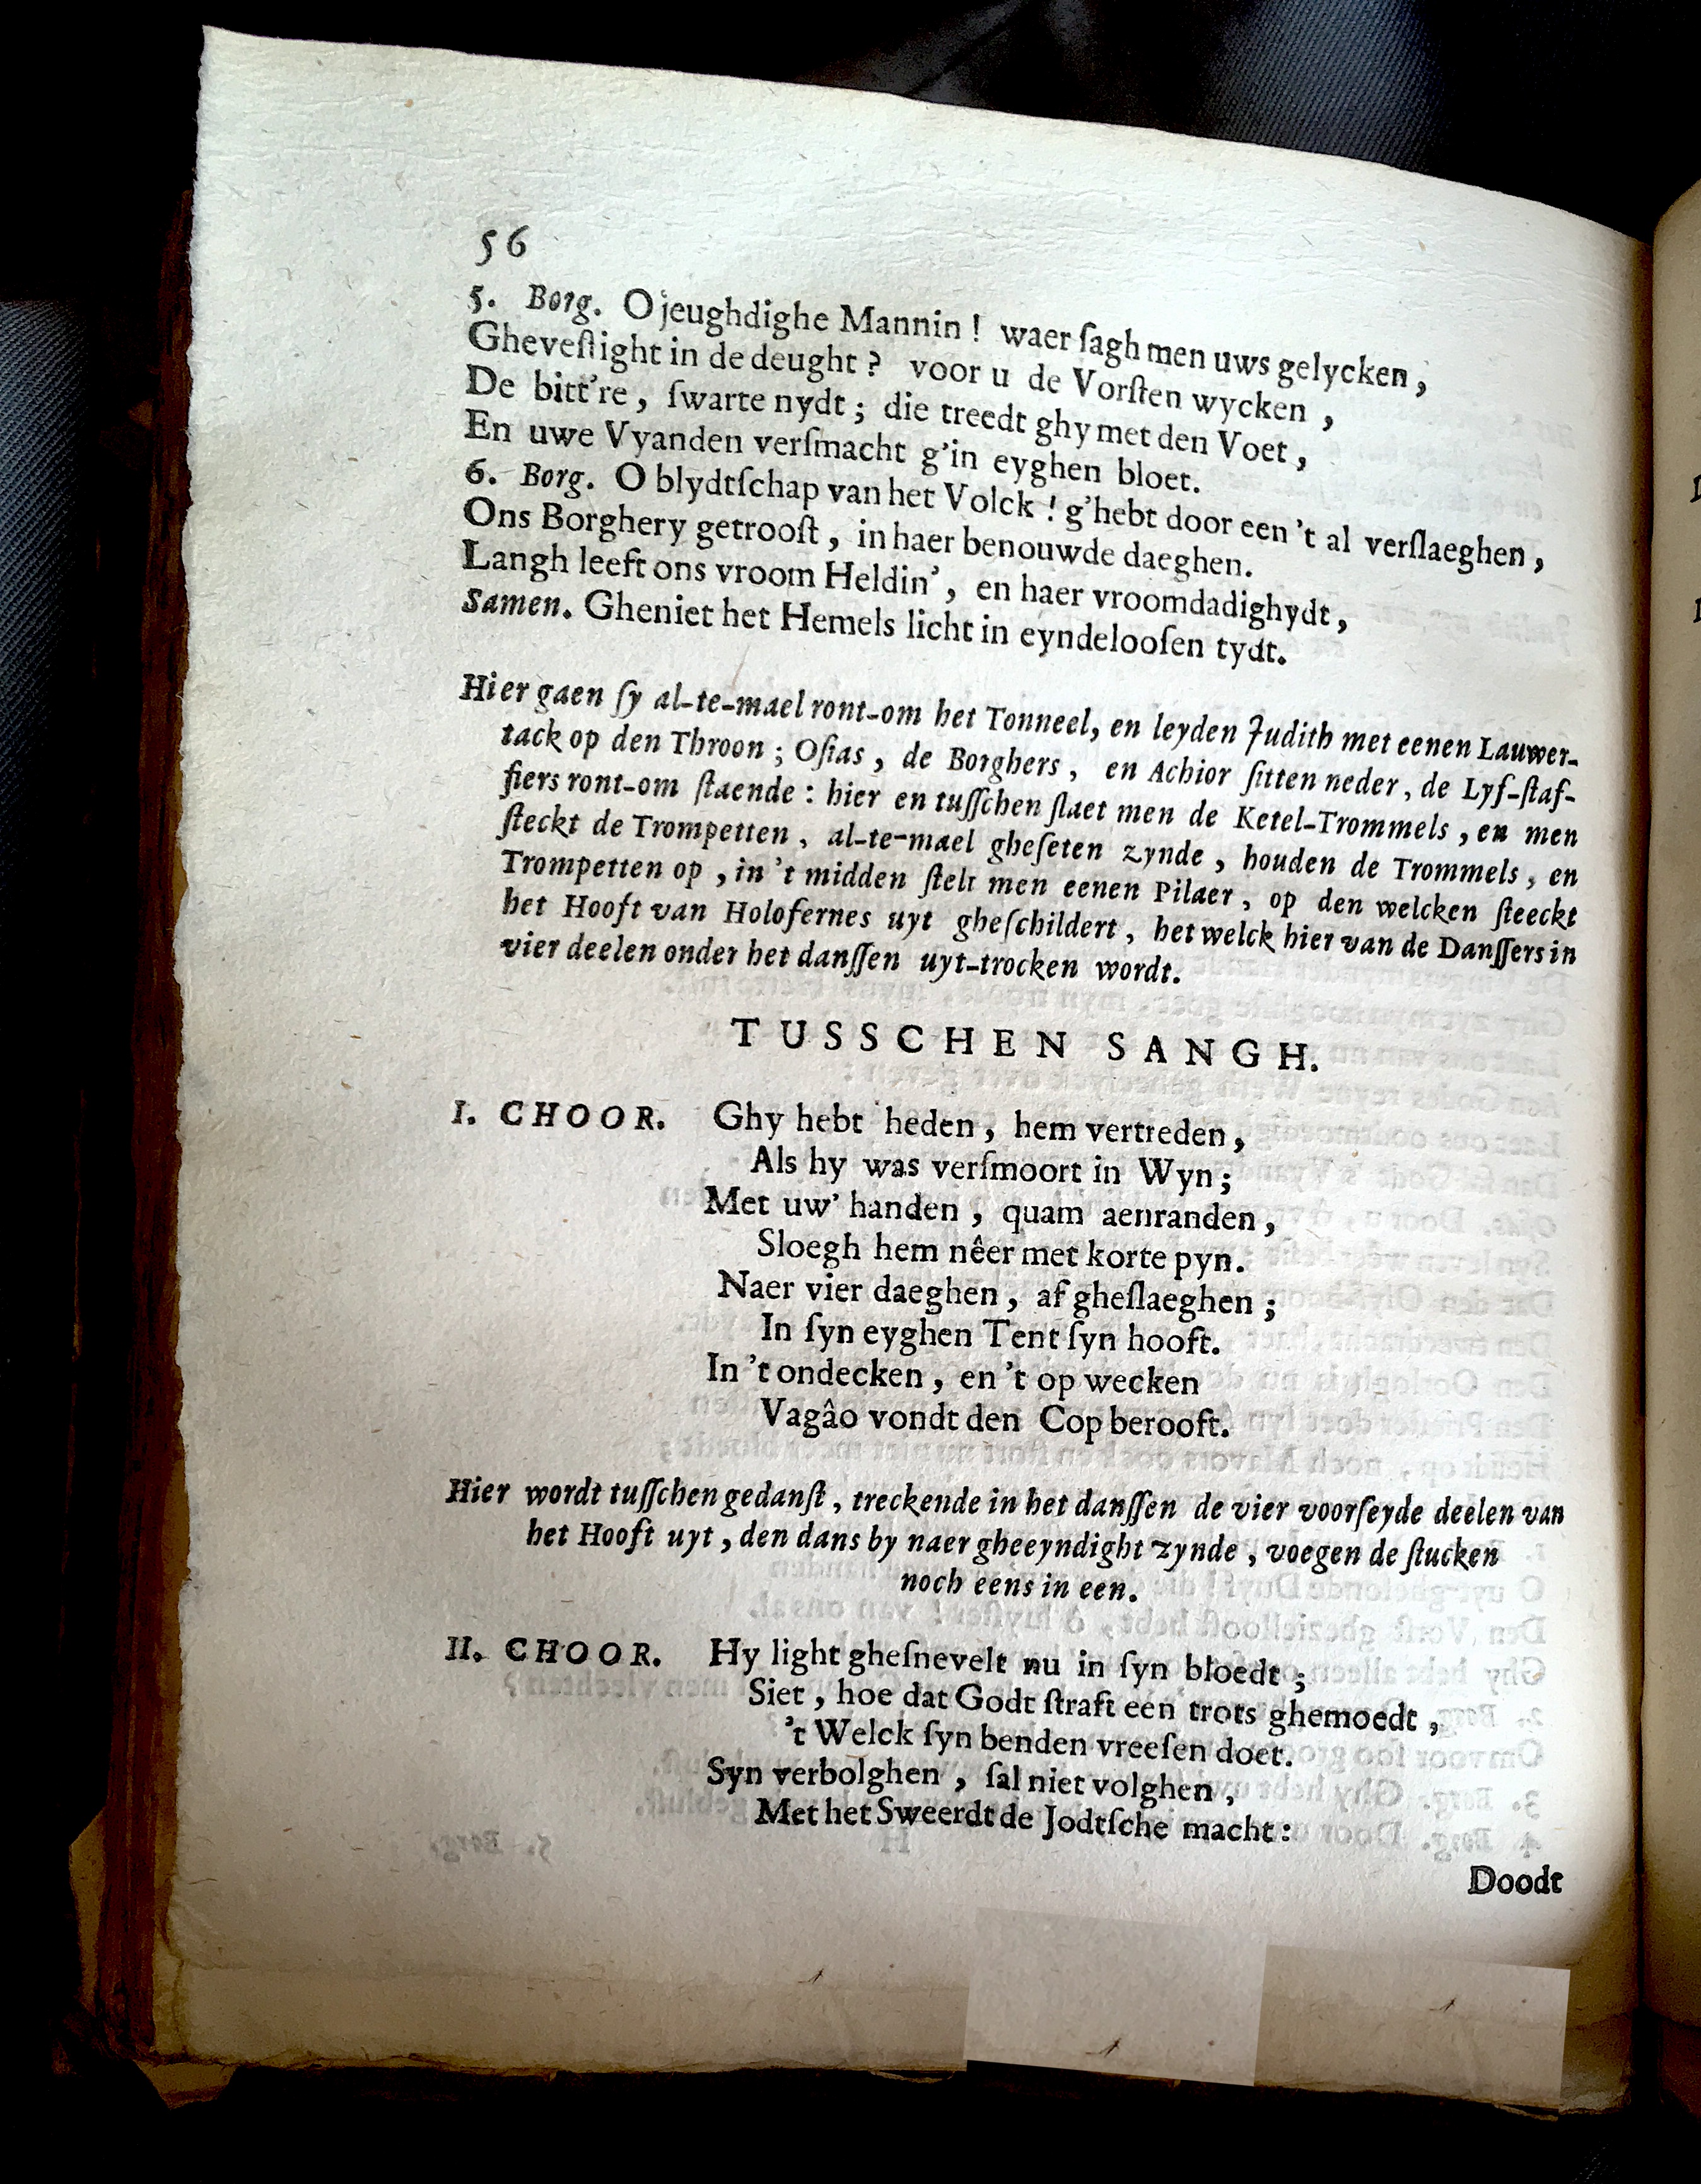 56
5. Borg. O jeughdighe Mannin ! waer ſagh men uws gelycken ,
Gheveſtight in de deught ? voor u de Vorſten wycken ,
De bitt're , ſwarte nydt ; die treedt ghy met den Voet ,
En uwe Vyanden verſmacht g'in eyghen bloet.
6. Borg. O blydtſchap van het Volck ! g'hebt door een 't al verſlaeghen ,
Ons Borghery getrooſt , in haer benouwde daeghen.
Langh leeft ons vroom Heldin' , en haer vroomdadighydt ,
Samen. Gheniet het Hemels licht in eyndelooſen tydt.
Hier gaen ſy al-te-mael ront-om het Tonneel, en leyden Judith met eenen Lauwer-
tack op den Throon ; Oſias , de Borghers , en Achior ſitten neder , de Lyf-ſtaf-
fiers ront-om ſtaende : hier en tuſſchen ſlaet men de Ketel-Trommels , en men
ſteckt de Trompetten , al-te-mael gheſeten zynde , houden de Trommels , en
Trompetten op , in 't midden ſtelt men eenen Pilaer , op den welcken ſteeckt
het Hooft van Holofernes uyt gheſchildert , het welck hier van de Danſſers in
vier deelen onder het danſſen uyt-trocken wordt.
TUSSCHEN SANGH.
I. CHOOR. Ghy hebt heden , hem vertreden ,
Als hy was verſmoort in Wyn ;
Met uw' handen , quam aenranden ,
Sloegh hem nêer met korte pyn.
Naer vier daeghen , af gheſlaeghen ;
In ſyn eyghen Tent ſyn hooft.
In 't ondecken , en 't op wecken
Vagâo vondt den Cop berooft.
Hier wordt tuſſchen gedanſt , treckende in het danſſen de vier voorſeyde deelen van
het Hooft uyt , den dans by naer gheeyndight zynde , voegen de ſtucken
noch eens in een.
II. CHOOR. Hy light gheſnevelt nu in ſyn bloedt ;
Siet , hoe dat Godt ſtraft een trots ghemoedt ,
't Welck ſyn benden vreeſen doet.
Syn verbolghen , ſal niet volghen ,
Met het Sweerdt de Jodtſche macht :
Doodt